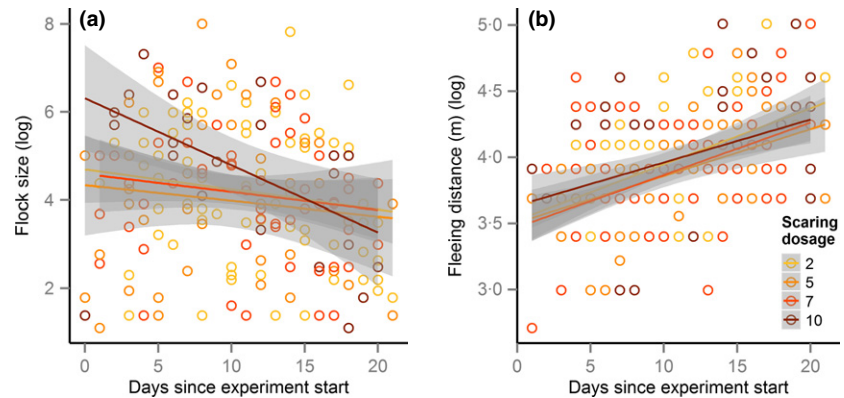 (a)
8
6
4
2
Flock size (log)
0 5 10 15 20
Days since experiment start
(b)
5·0
4·5
4·0
3·5
3·0
Fleeing distance (m) (log)
0 5 10 15 20
Days since experiment start
Scaring
dosage
2
5
7
10